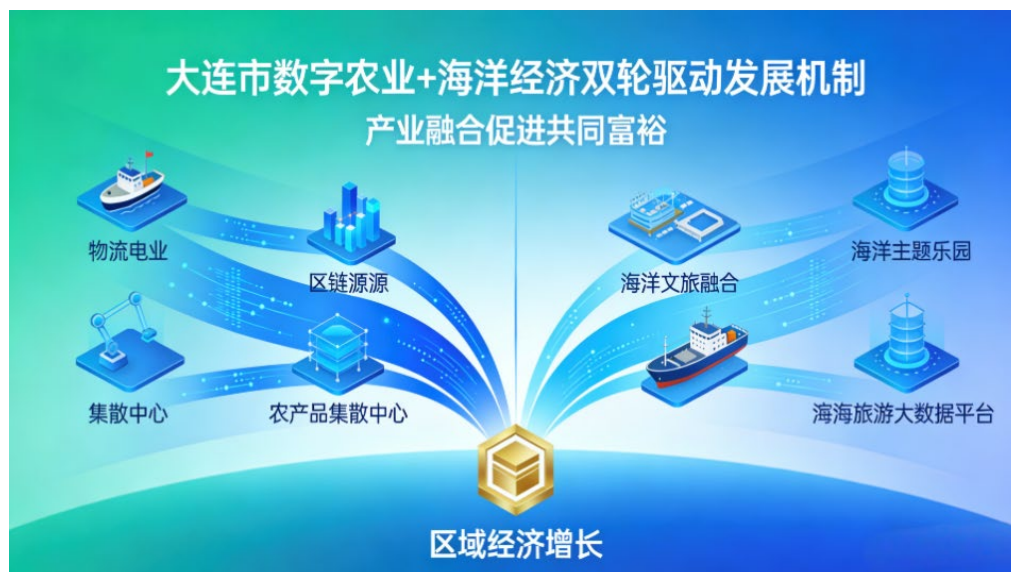 大连市数字农业+海洋经济双轮驱动发展机制
产业融合促进共同富裕
物流电业
区链源源
集散中心
农产品集散中心
海洋文旅融合
海洋主题乐园
海海旅游大数据平台
区域经济增长